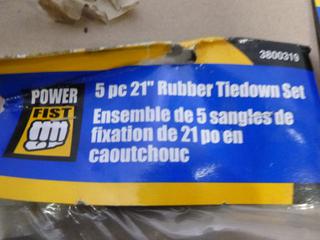 3800319
POWER
FIST
5 pc 21" Rubber Tiedown Set
Ensemble de 5 sangles de
fixation de 21 po en
caoutchouc